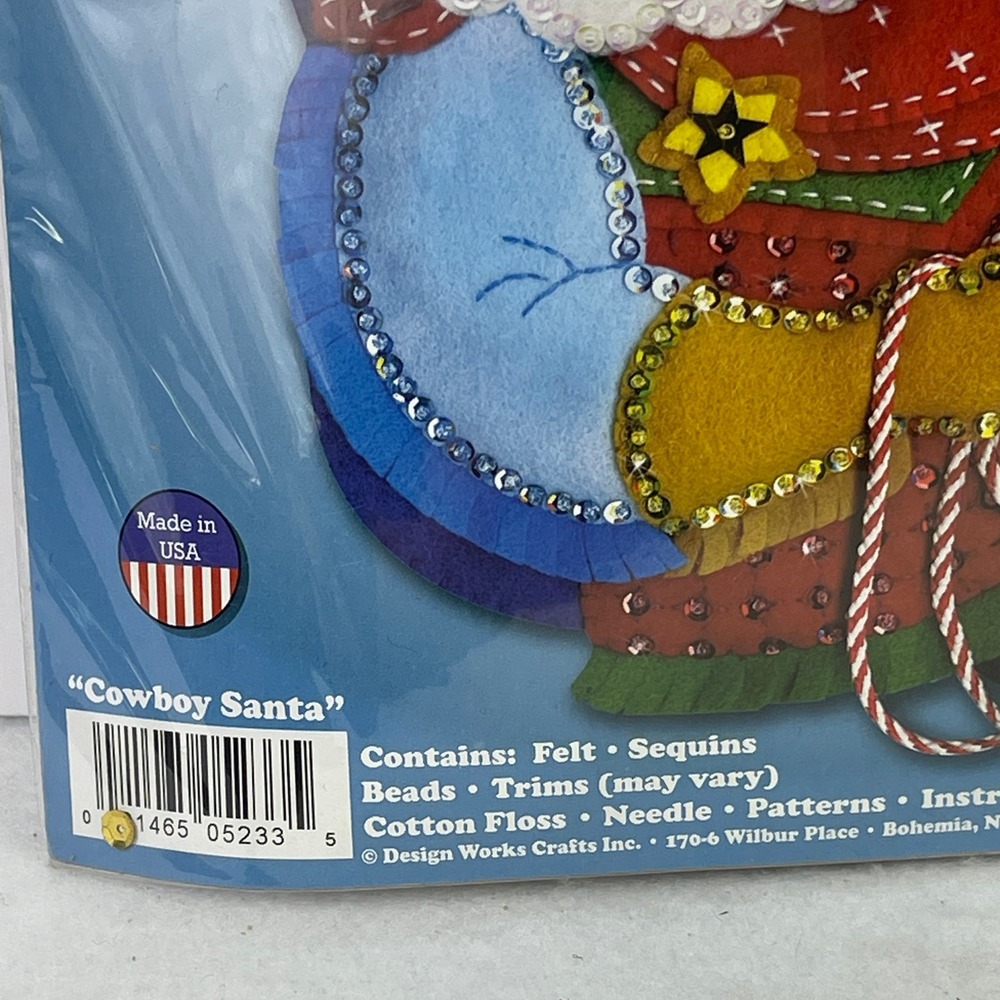 Made in
USA
"Cowboy Santa"
0 1465 05233 5
Contains: Felt • Sequins
Beads • Trims (may vary)
Cotton Floss • Needle • Patterns • Instr
© Design Works Crafts Inc. • 170-6 Wilbur Place • Bohemia, N